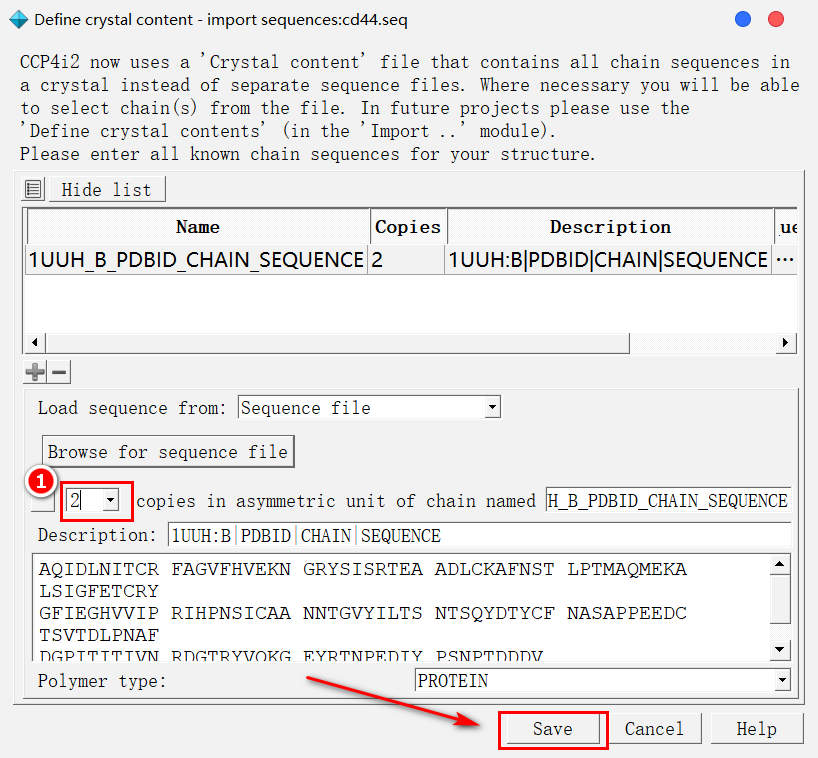 Define crystal content - import sequences:cd44.seq
CCP4i2 now uses a 'Crystal content' file that contains all chain sequences in
a crystal instead of separate sequence files. Where necessary you will be able
to select chain(s) from the file. In future projects please use the
'Define crystal contents' (in the 'Import ..' module).
Please enter all known chain sequences for your structure.
Hide list
Name Copies Description
1UUH_B_PDBID_CHAIN_SEQUENCE 2 1UUH:B|PDBID|CHAIN|SEQUENCE ...
Load sequence from: Sequence file
Browse for sequence file
1
2 copies in asymmetric unit of chain named H_B_PDBID_CHAIN_SEQUENCE
Description: 1UUH:B|PDBID|CHAIN|SEQUENCE
AQIDLNITCR FAGVFHVEKN GRYSISRTEA ADLCKAFNST LPTMAQMEKA
LSIGFETCRY
GFIEGHVVIP RIHPNSICAA NNTGVYILTS NTSQYDTYCF NASAPPEEDC
TSVTDLPNAF
DGPITITIVN RDGTRYVQKG EYRTNPEDIY PSNPTDDDV
Polymer type: PROTEIN
Save Cancel Help